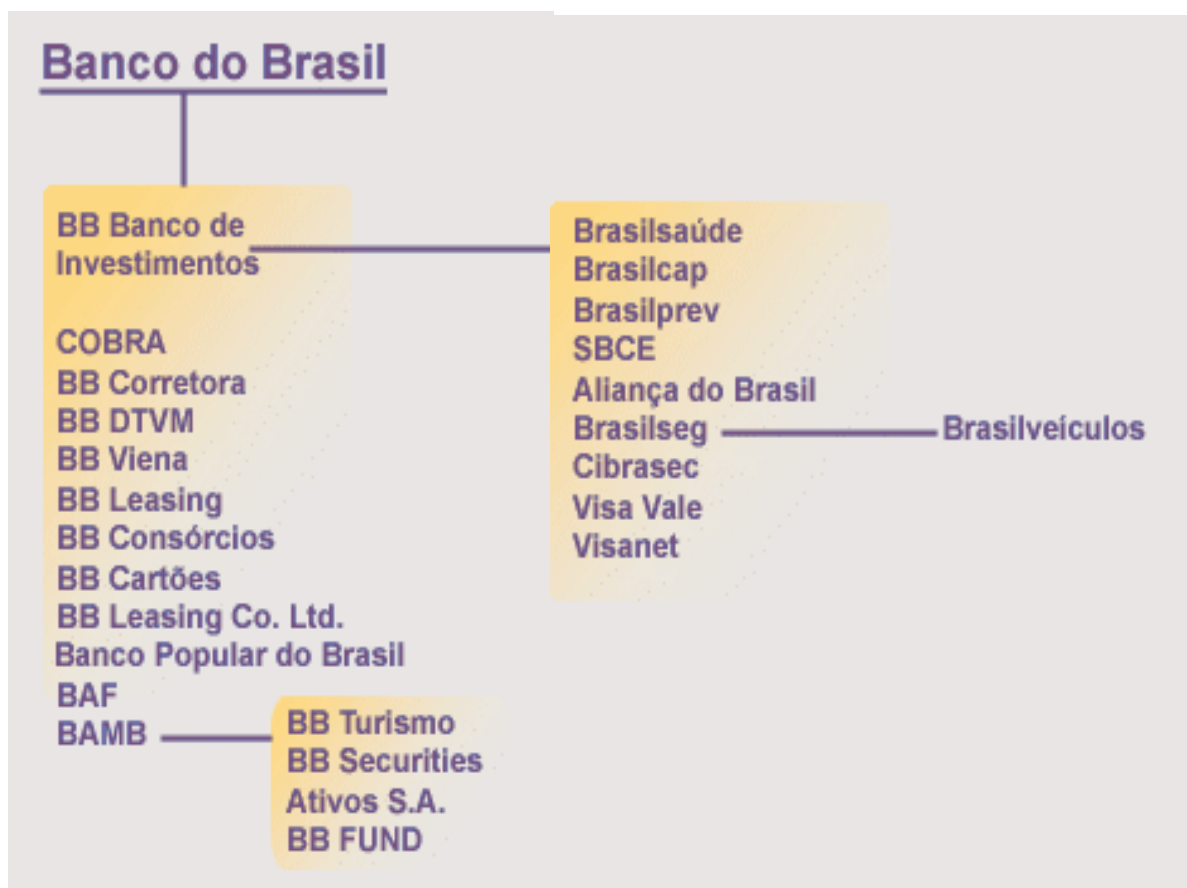 Banco do Brasil
BB Banco de
Investimentos
COBRA
BB Corretora
BB DTVM
BB Viena
BB Leasing
BB Consórcios
BB Cartões
BB Leasing Co. Ltd.
Banco Popular do Brasil
BAF
BAMB
BB Turismo
BB Securities
Ativos S.A.
BB FUND
Brasilsaúde
Brasilcap
Brasilprev
SBCE
Aliança do Brasil
Brasilseg
Cibrasec
Visa Vale
Visanet
Brasilveículos